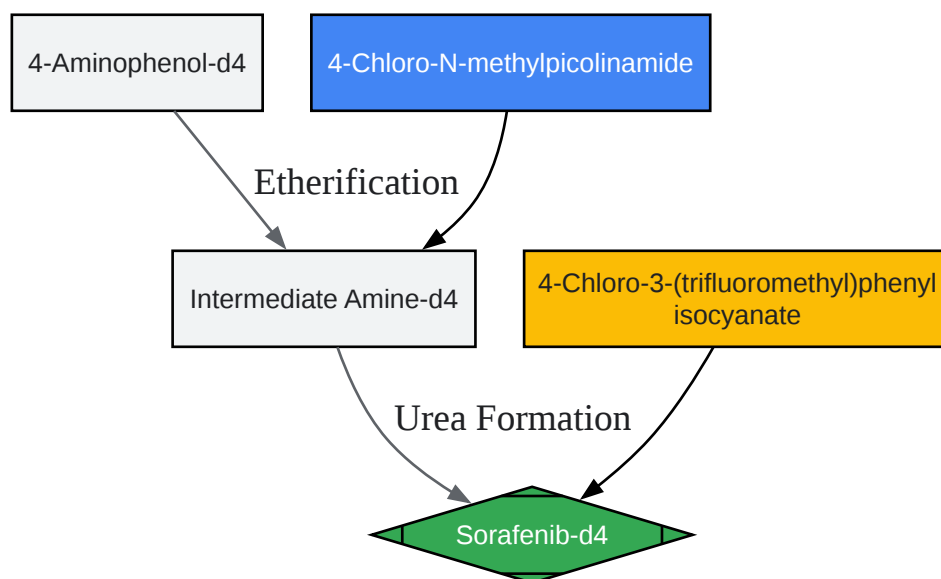 4-Aminophenol-d4
4-Chloro-N-methylpicolinamide
Etherification
Intermediate Amine-d4
4-Chloro-3-(trifluoromethyl)phenyl
isocyanate
Urea Formation
Sorafenib-d4